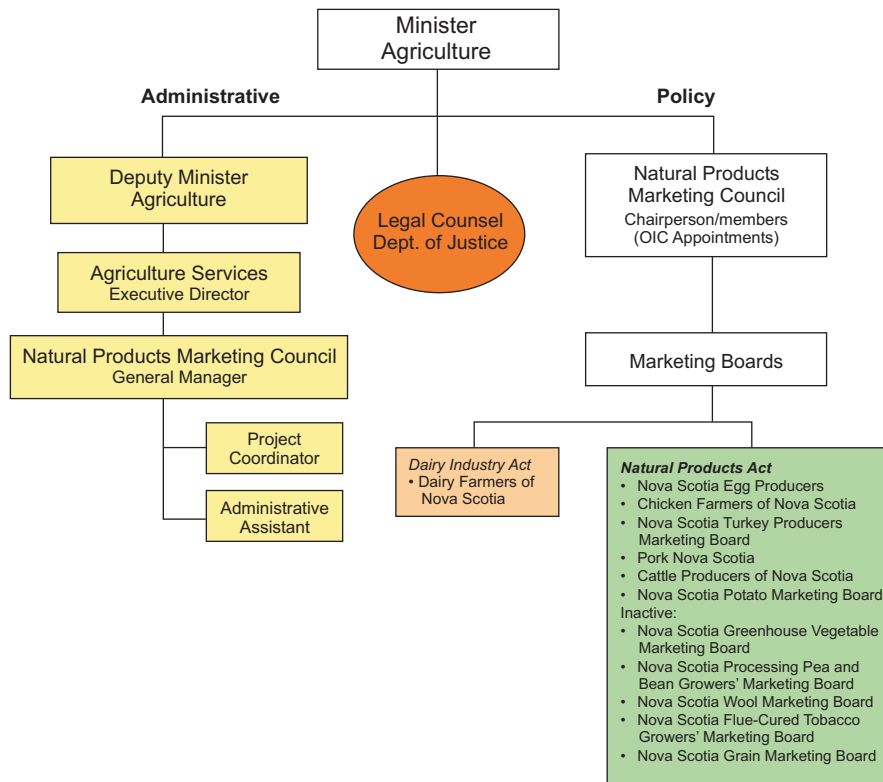 Minister
Agriculture
Administrative
Policy
Deputy Minister
Agriculture
Legal Counsel
Dept. of Justice
Natural Products
Marketing Council
Chairperson/members
(OIC Appointments)
Agriculture Services
Executive Director
Natural Products Marketing Council
General Manager
Marketing Boards
Project
Coordinator
Administrative
Assistant
Dairy Industry Act
• Dairy Farmers of
Nova Scotia
Natural Products Act
• Nova Scotia Egg Producers
• Chicken Farmers of Nova Scotia
• Nova Scotia Turkey Producers
Marketing Board
• Pork Nova Scotia
• Cattle Producers of Nova Scotia
• Nova Scotia Potato Marketing Board
Inactive:
• Nova Scotia Greenhouse Vegetable
Marketing Board
• Nova Scotia Processing Pea and
Bean Growers’ Marketing Board
• Nova Scotia Wool Marketing Board
• Nova Scotia Flue-Cured Tobacco
Growers’ Marketing Board
• Nova Scotia Grain Marketing Board